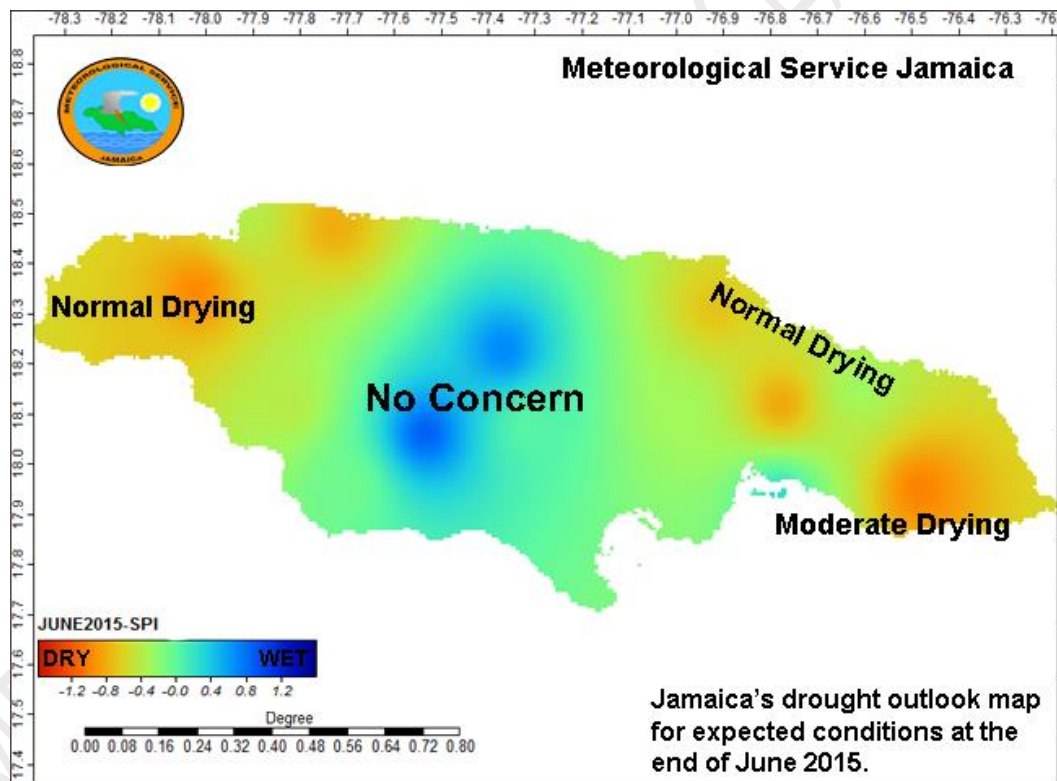 -78.3 -78.2 -78.1 -78.0 -77.9 -77.8 -77.7 -77.6 -77.5 -77.4 -77.3 -77.2 -77.1 -77.0 -76.9 -76.8 -76.7 -76.6 -76.5 -76.4 -76.3
18.8
18.7
18.6
18.5
18.4
18.3
18.2
18.1
18.0
17.9
17.8
17.7
17.6
17.5
17.4
Meteorological Service Jamaica
METEOROLOGICAL SERVICE
JAMAICA
Normal Drying
Normal Drying
No Concern
Moderate Drying
JUNE2015-SPI
DRY WET
-1.2 -0.8 -0.4 -0.0 0.4 0.8 1.2
Degree
0.00 0.08 0.16 0.24 0.32 0.40 0.48 0.56 0.64 0.72 0.80
Jamaica's drought outlook map
for expected conditions at the
end of June 2015.